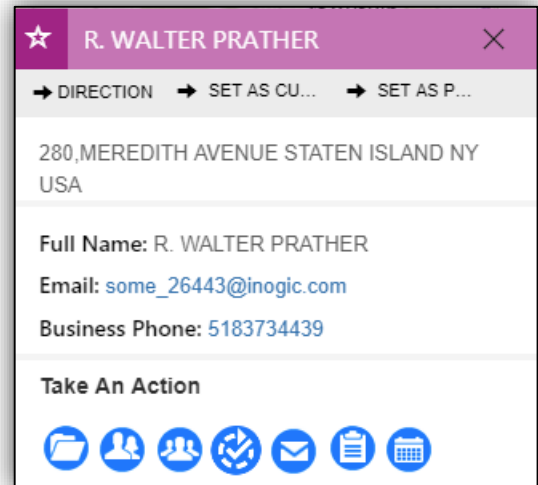 R. WALTER PRATHER
DIRECTION SET AS CU... SET AS P...
280,MEREDITH AVENUE STATEN ISLAND NY
USA
Full Name: R. WALTER PRATHER
Email: some_26443@inogic.com
Business Phone: 5183734439
Take An Action